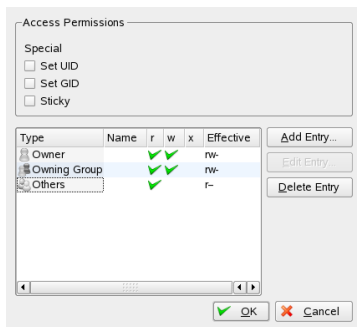 Access Permissions
Special
Set UID
Set GID
Sticky
Type Name r w x Effective
Owner rw-
Owning Group rw-
Others r--
Add Entry...
Edit Entry...
Delete Entry
OK
Cancel